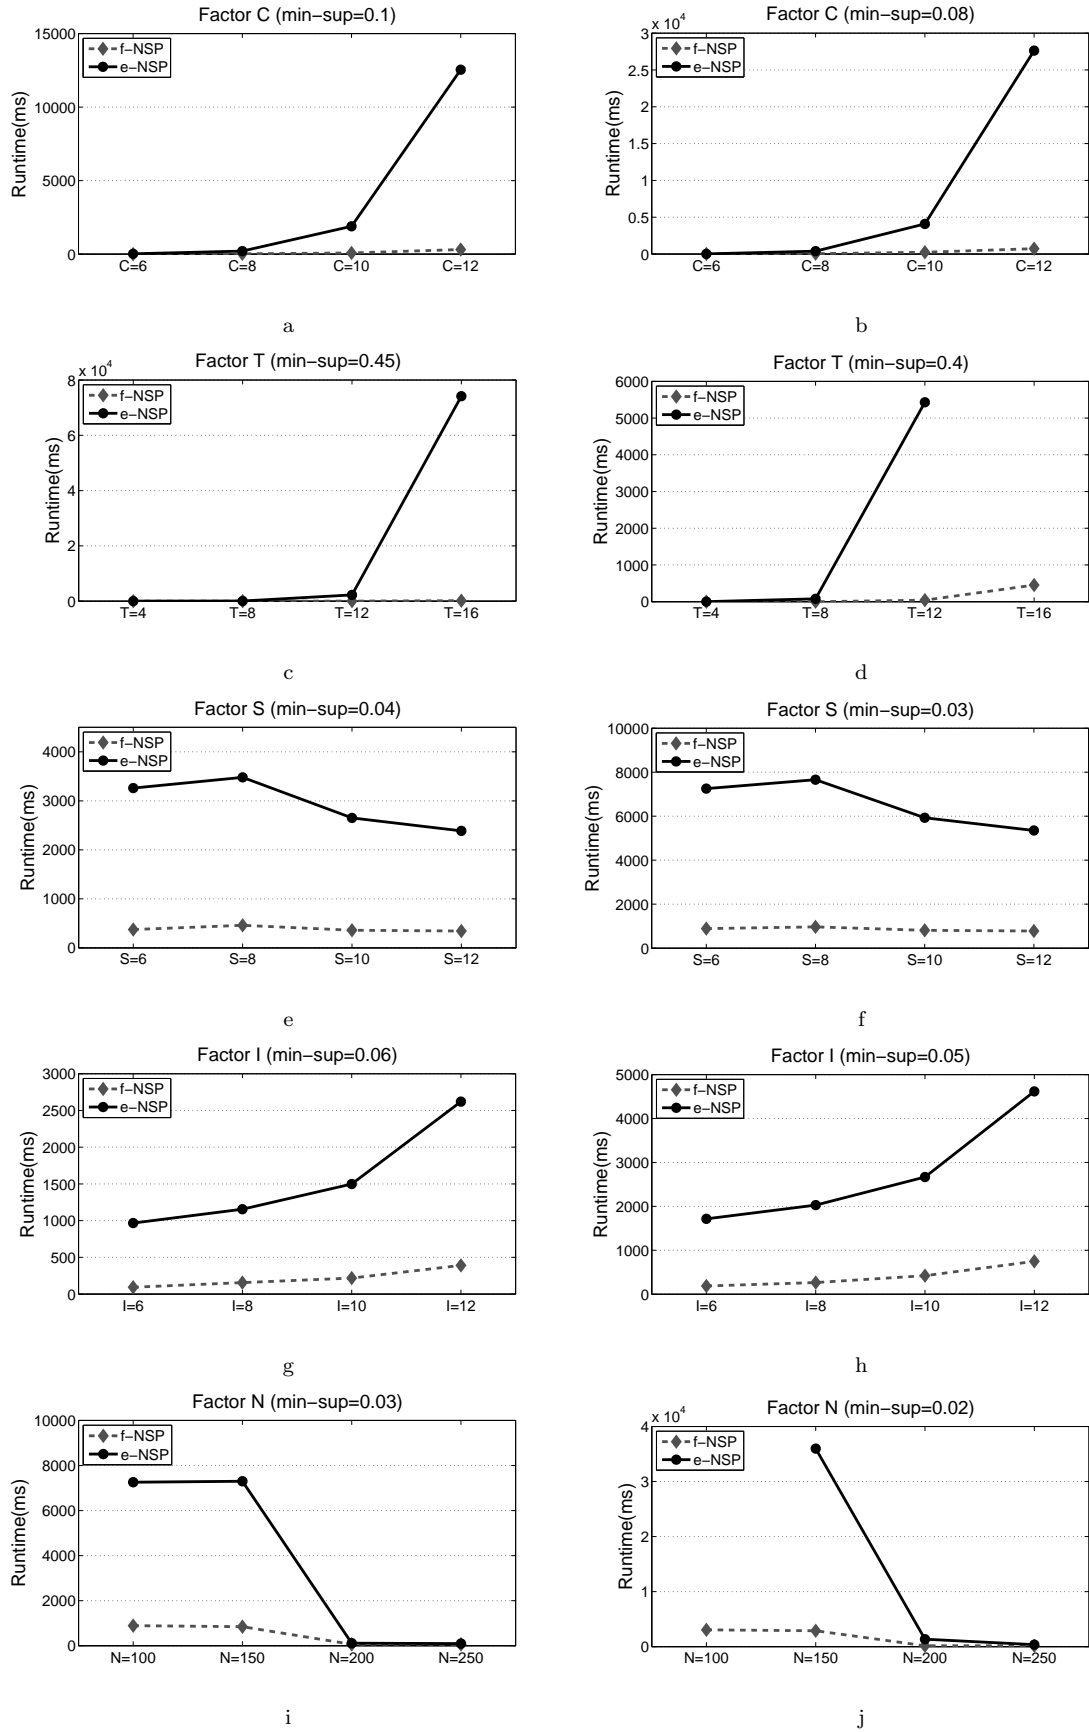 Factor C (min−sup=0.1)
15000
10000
5000
0
Runtime(ms)
f−NSP
e−NSP
C=6 C=8 C=10 C=12
a
Factor C (min−sup=0.08)
x 10^4
3
2.5
2
1.5
1
0.5
0
Runtime(ms)
f−NSP
e−NSP
C=6 C=8 C=10 C=12
b
Factor T (min−sup=0.45)
x 10^4
8
6
4
2
0
Runtime(ms)
f−NSP
e−NSP
T=4 T=8 T=12 T=16
c
Factor T (min−sup=0.4)
6000
5000
4000
3000
2000
1000
0
Runtime(ms)
f−NSP
e−NSP
T=4 T=8 T=12 T=16
d
Factor S (min−sup=0.04)
4000
3000
2000
1000
0
Runtime(ms)
f−NSP
e−NSP
S=6 S=8 S=10 S=12
e
Factor S (min−sup=0.03)
10000
8000
6000
4000
2000
0
Runtime(ms)
f−NSP
e−NSP
S=6 S=8 S=10 S=12
f
Factor I (min−sup=0.06)
3000
2500
2000
1500
1000
500
0
Runtime(ms)
f−NSP
e−NSP
I=6 I=8 I=10 I=12
g
Factor I (min−sup=0.05)
5000
4000
3000
2000
1000
0
Runtime(ms)
f−NSP
e−NSP
I=6 I=8 I=10 I=12
h
Factor N (min−sup=0.03)
10000
8000
6000
4000
2000
0
Runtime(ms)
f−NSP
e−NSP
N=100 N=150 N=200 N=250
i
Factor N (min−sup=0.02)
x 10^4
4
3
2
1
0
Runtime(ms)
f−NSP
e−NSP
N=100 N=150 N=200 N=250
j